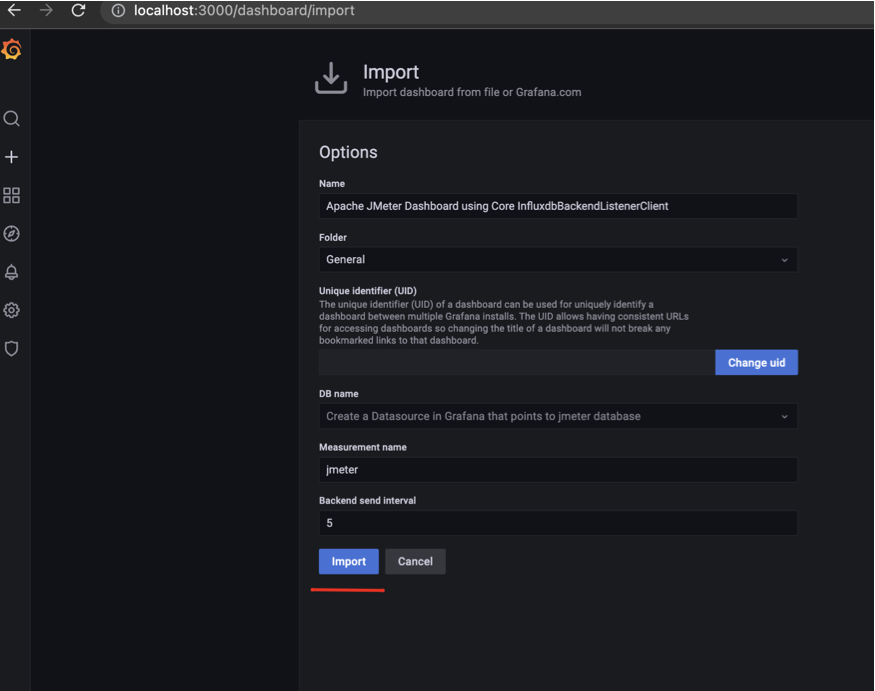 localhost:3000/dashboard/import
Import
Import dashboard from file or Grafana.com
Options
Name
Apache JMeter Dashboard using Core InfluxdbBackendListenerClient
Folder
General
Unique identifier (UID)
The unique identifier (UID) of a dashboard can be used for uniquely identify a
dashboard between multiple Grafana installs. The UID allows having consistent URLs
for accessing dashboards so changing the title of a dashboard will not break any
bookmarked links to that dashboard.
Change uid
DB name
Create a Datasource in Grafana that points to jmeter database
Measurement name
jmeter
Backend send interval
5
Import Cancel